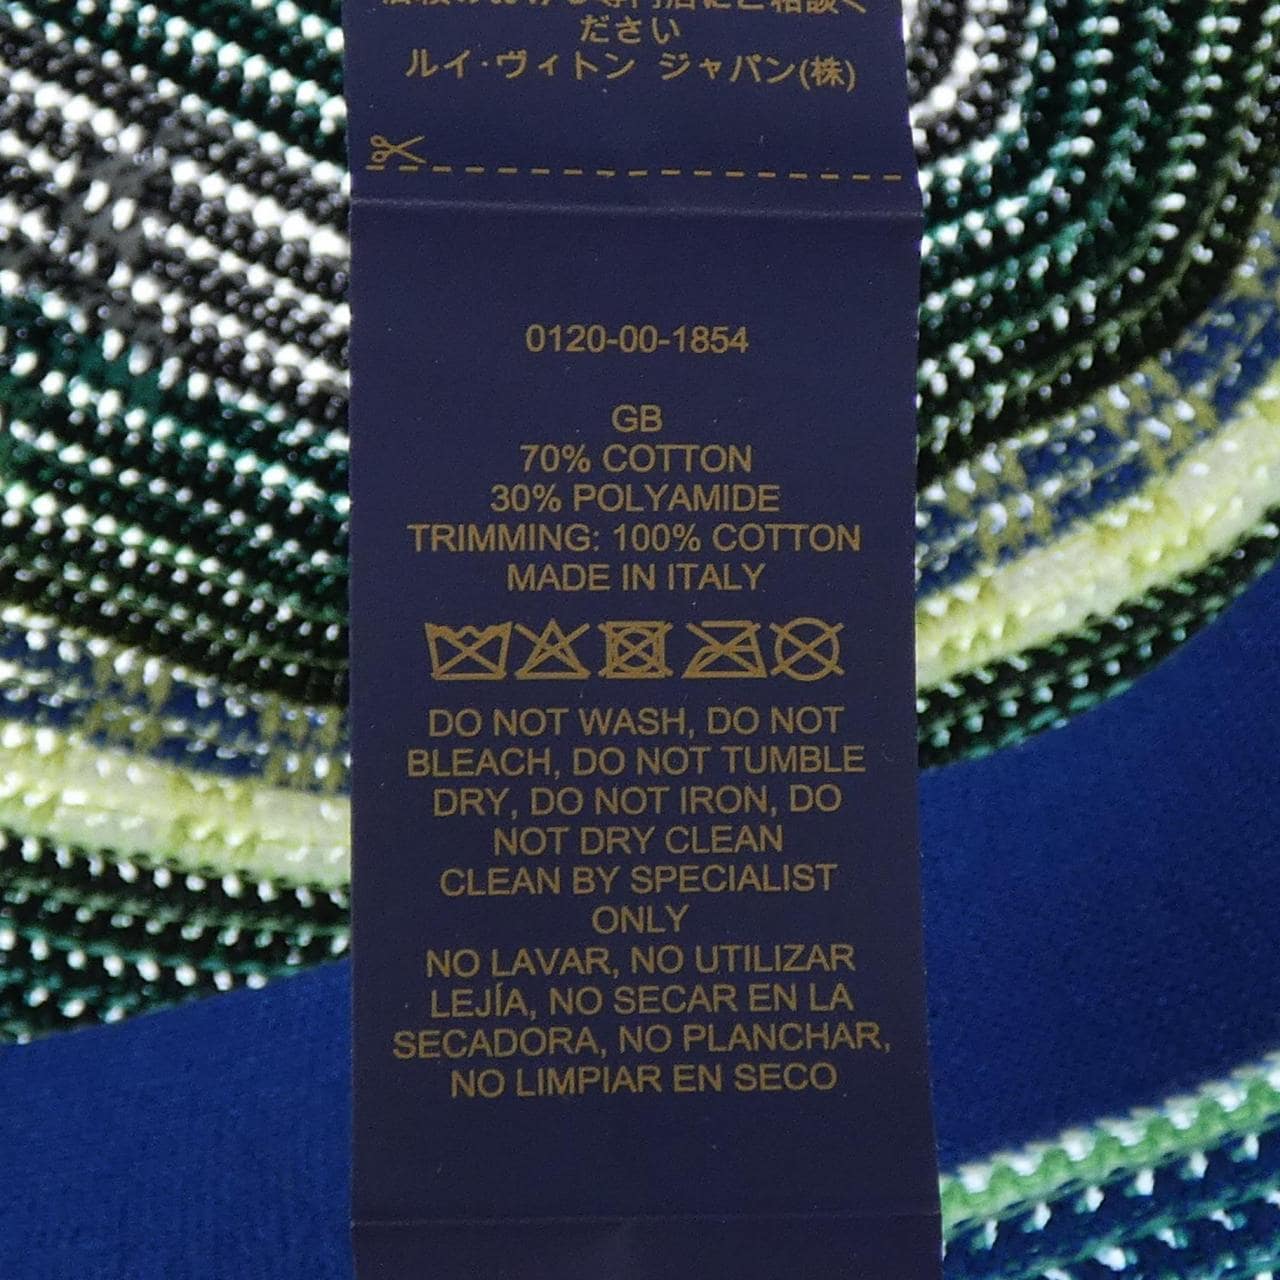 ださい
ルイ·ヴィトン ジャパン(株)
0120-00-1854
GB
70% COTTON
30% POLYAMIDE
TRIMMING: 100% COTTON
MADE IN ITALY
DO NOT WASH, DO NOT
BLEACH, DO NOT TUMBLE
DRY, DO NOT IRON, DO
NOT DRY CLEAN
CLEAN BY SPECIALIST
ONLY
NO LAVAR, NO UTILIZAR
LEJÍA, NO SECAR EN LA
SECADORA, NO PLANCHAR,
NO LIMPIAR EN SECO